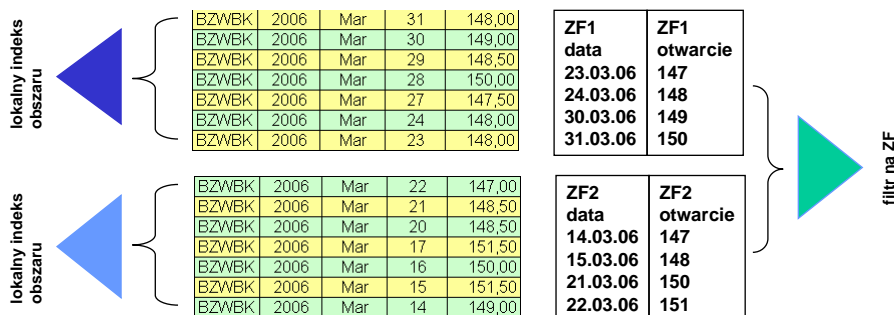 lokalny indeks
obszaru
BZWBK 2006 Mar 31 148,00
BZWBK 2006 Mar 30 149,00
BZWBK 2006 Mar 29 148,50
BZWBK 2006 Mar 28 150,00
BZWBK 2006 Mar 27 147,50
BZWBK 2006 Mar 24 148,00
BZWBK 2006 Mar 23 148,00
ZF1 ZF1
data otwarcie
23.03.06 147
24.03.06 148
30.03.06 149
31.03.06 150
lokalny indeks
obszaru
BZWBK 2006 Mar 22 147,00
BZWBK 2006 Mar 21 148,50
BZWBK 2006 Mar 20 148,50
BZWBK 2006 Mar 17 151,50
BZWBK 2006 Mar 16 150,00
BZWBK 2006 Mar 15 151,50
BZWBK 2006 Mar 14 149,00
ZF2 ZF2
data otwarcie
14.03.06 147
15.03.06 148
21.03.06 150
22.03.06 151
filtr na ZF